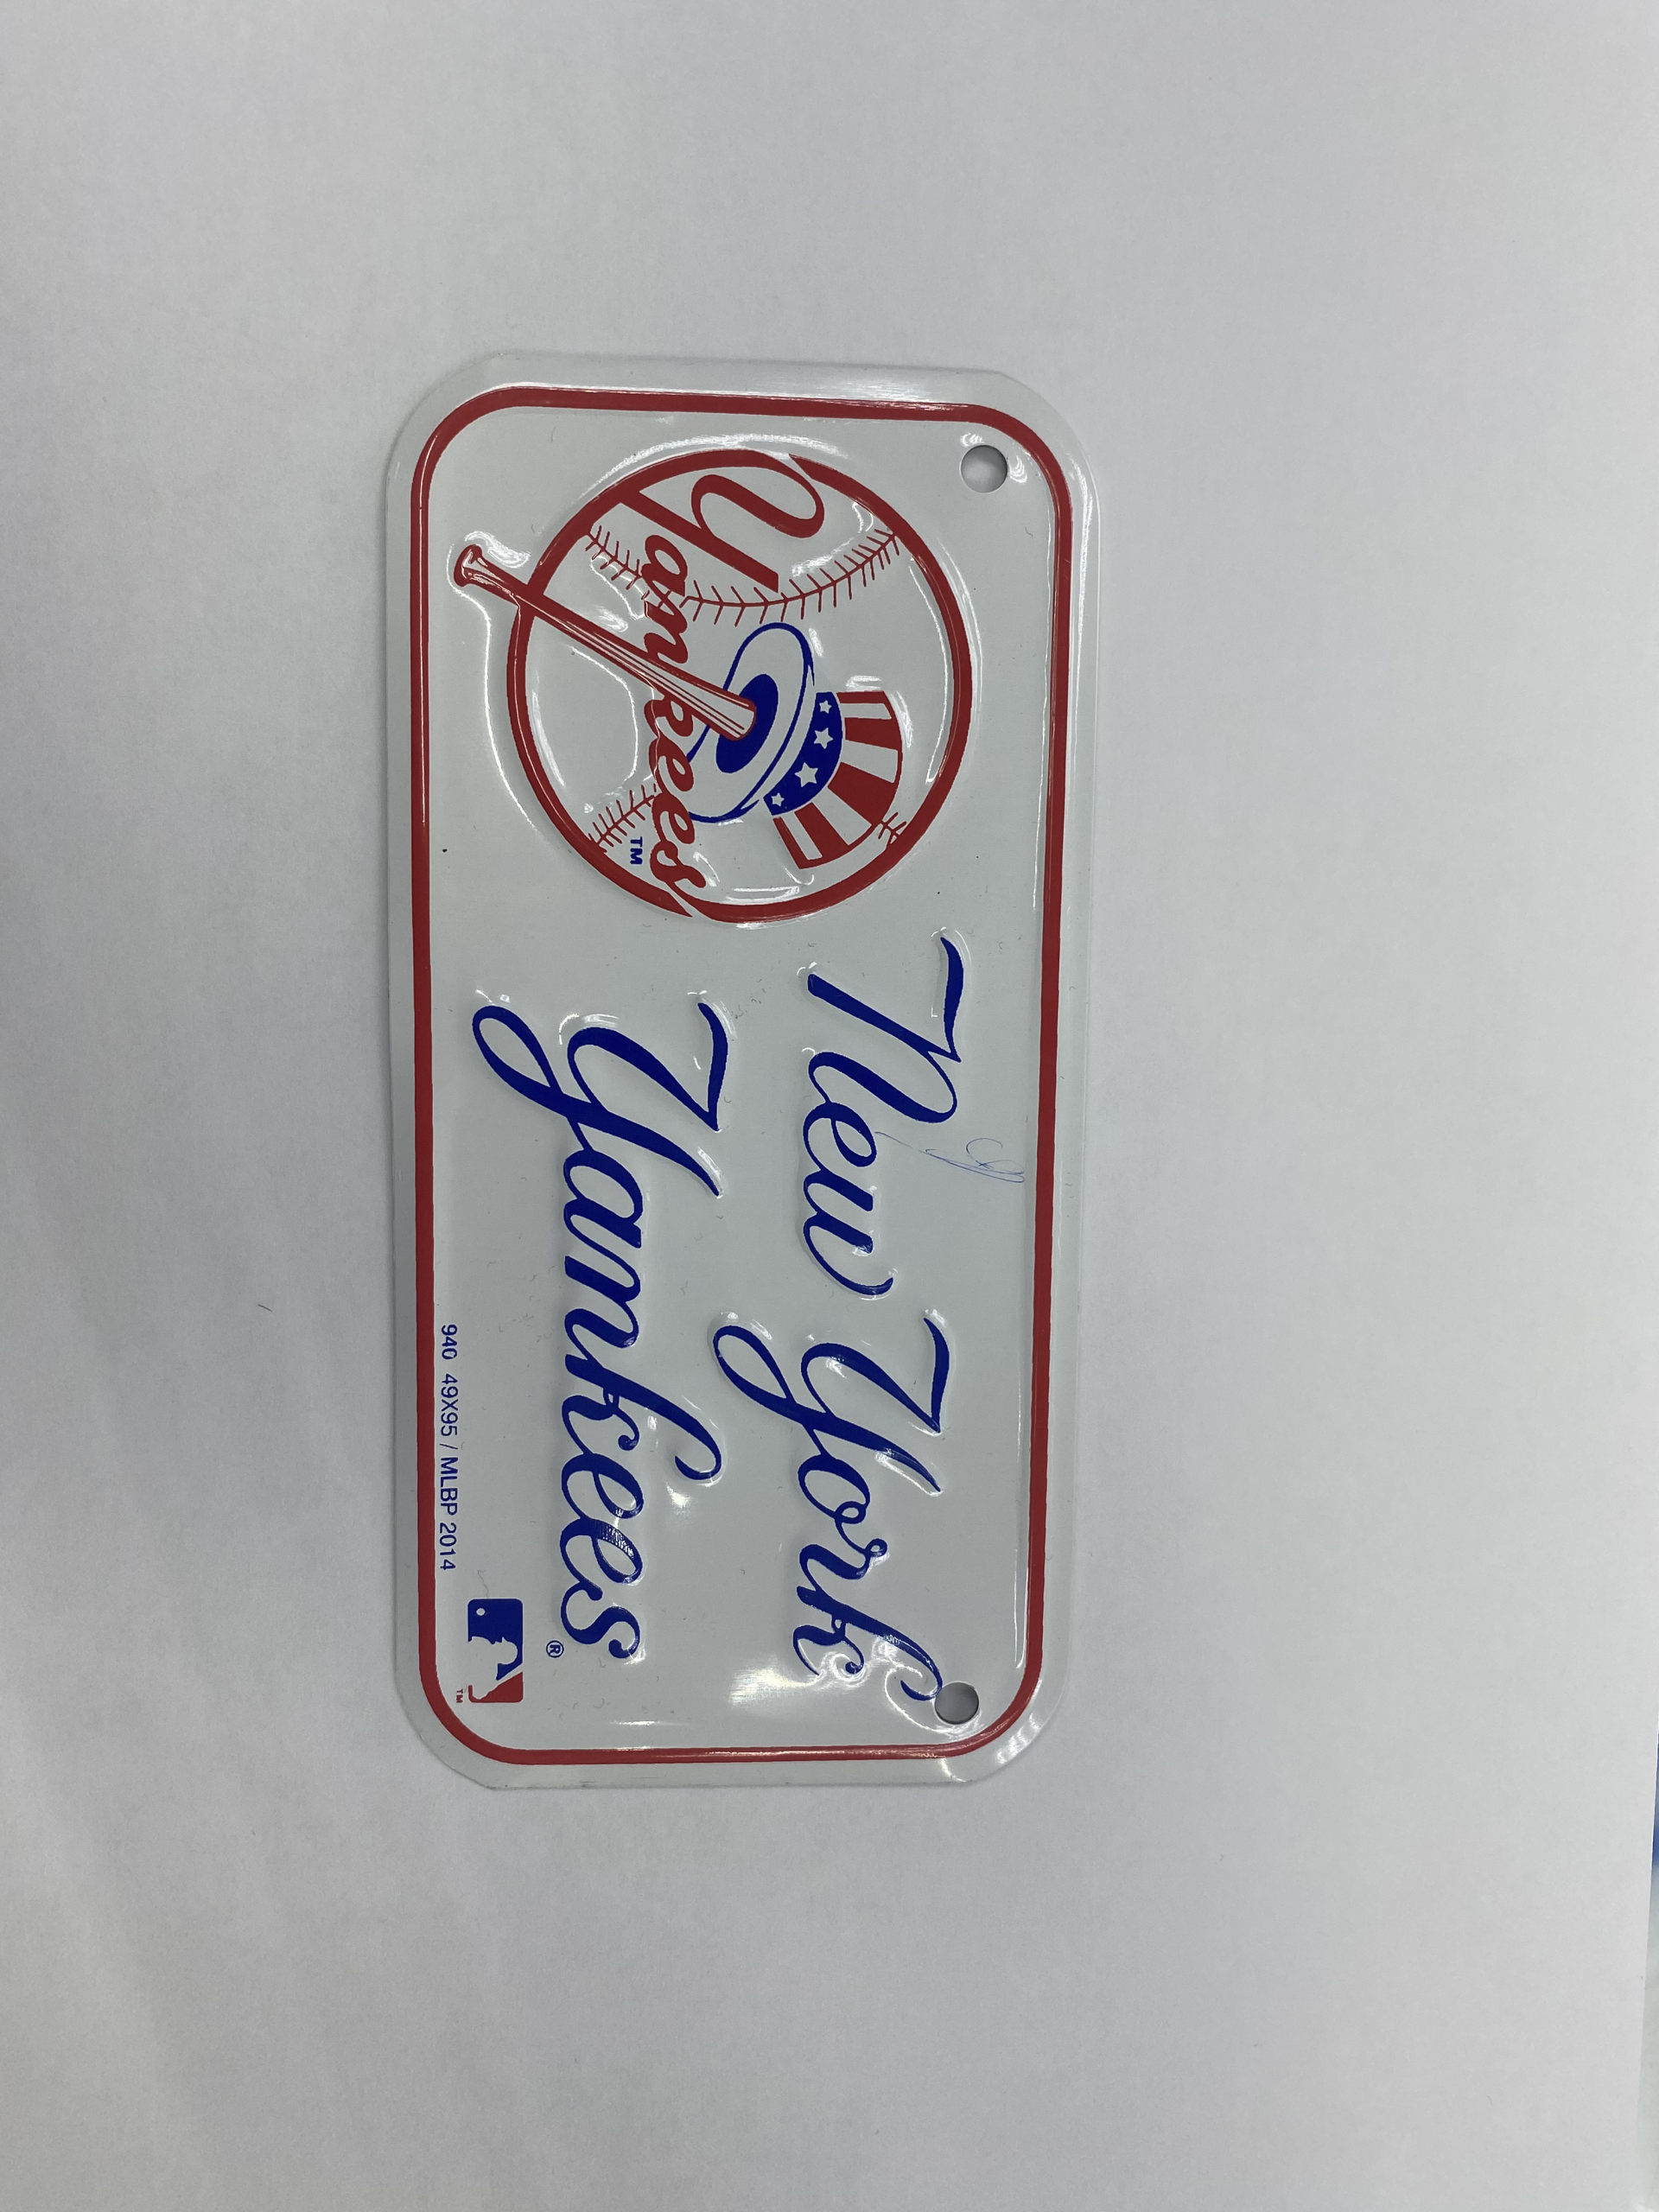 Yankees TM
New York
Yankees ®
940 49X95 / MLBP 2014
TM